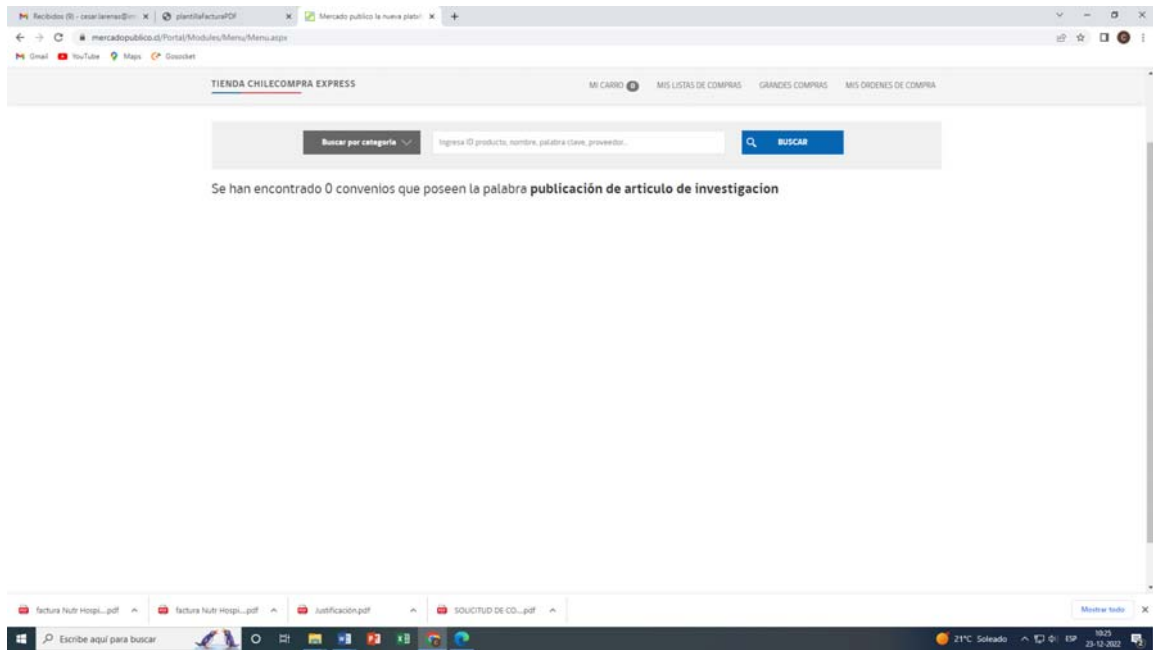 Recibidos (9) - cesar.larenas@in
plantillaFacturaPDF
Mercado publico la nueva platof
mercadopublico.cl/Portal/Modules/Menu/Menu.aspx
Gmail YouTube Maps Gosocket
TIENDA CHILECOMPRA EXPRESS
MI CARRO 0 MIS LISTAS DE COMPRAS GRANDES COMPRAS MIS ÓRDENES DE COMPRA
Buscar por categoría Ingresa ID producto, nombre, palabra clave, proveedor... BUSCAR
Se han encontrado 0 convenios que poseen la palabra publicación de articulo de investigacion
factura Nutr Hospi....pdf factura Nutr Hospi....pdf Justificación.pdf SOLICITUD DE CO....pdf Mostrar todo
Escribe aquí para buscar 21°C Soleado ESP 10:25
23-12-2022